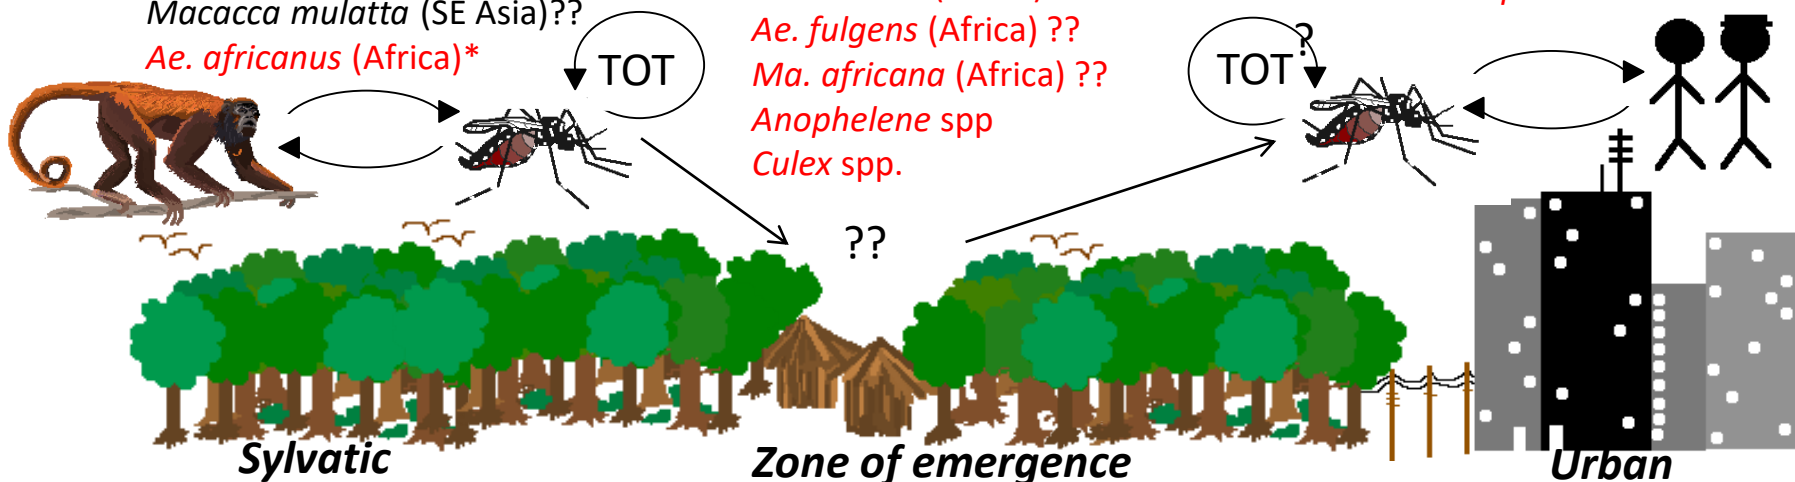 Macacca mulatta (SE Asia)??
Ae. africanus (Africa)*
TOT
Ae. fulgens (Africa) ??
Ma. africana (Africa) ??
Anophelene spp
Culex spp.
TOT
?
??
Sylvatic
Zone of emergence
Urban